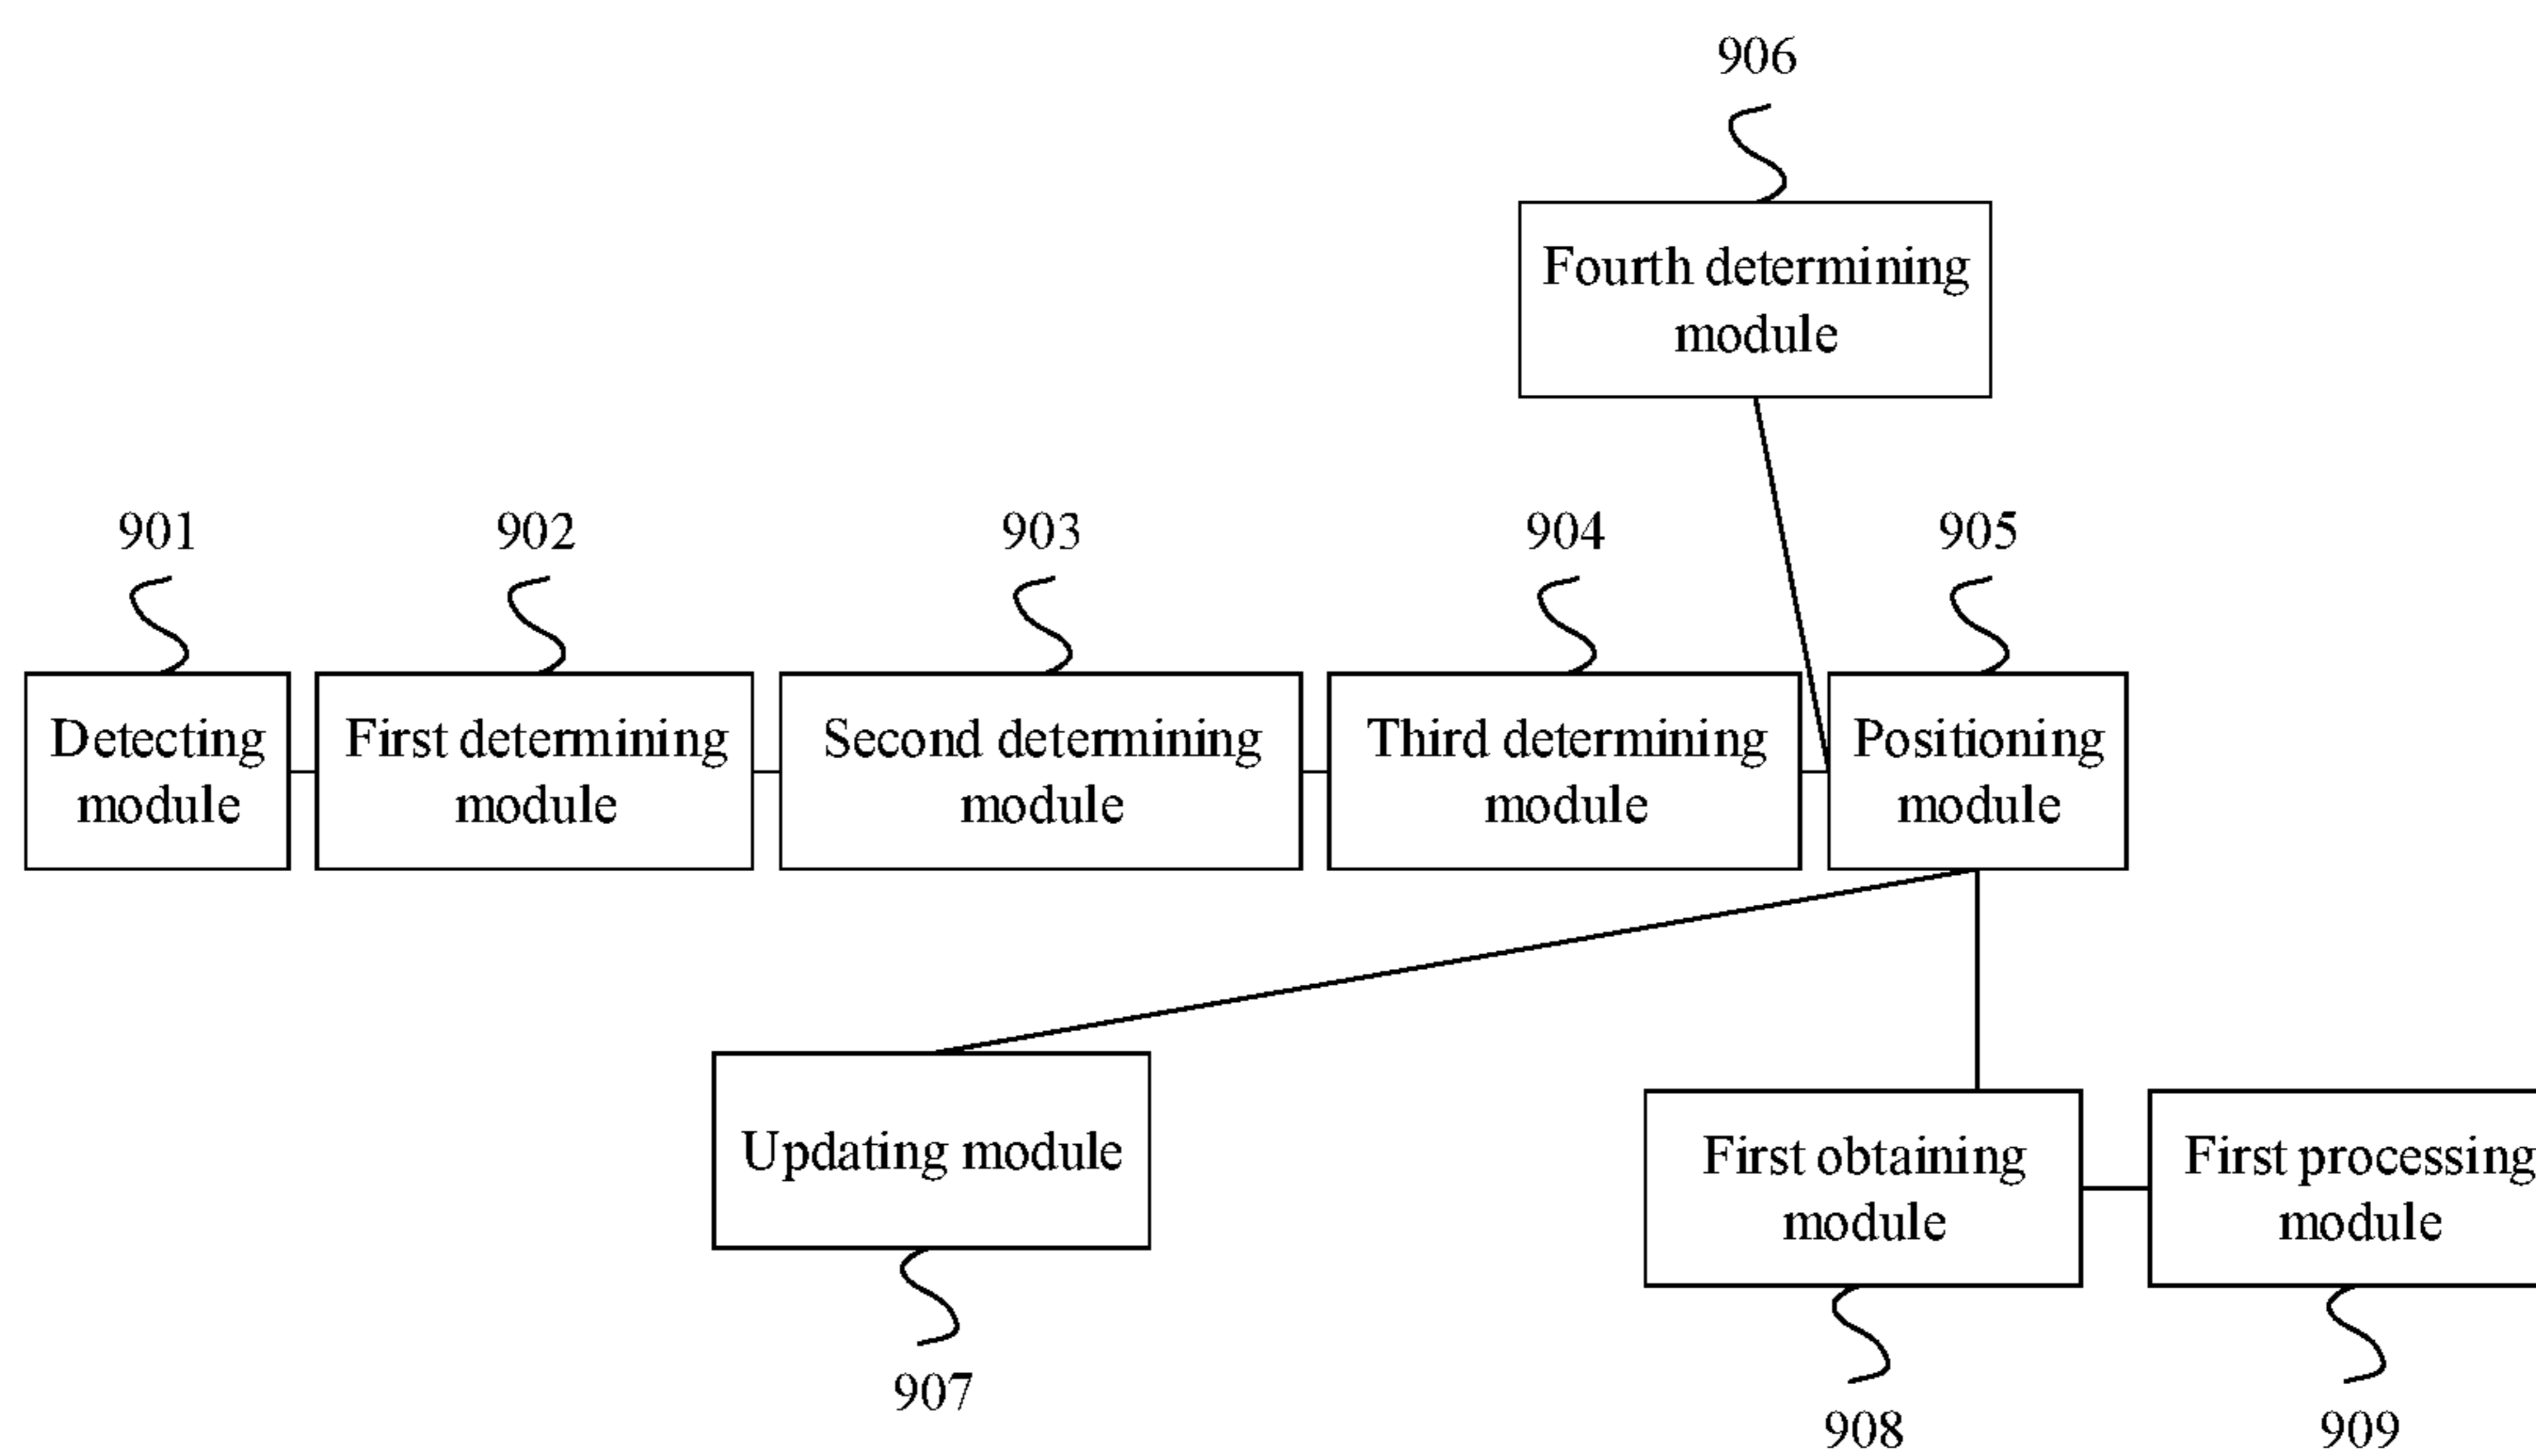 906
Fourth determining
module
901
902
903
904
905
Detecting
module
First determining
module
Second determining
module
Third determining
module
Positioning
module
Updating module
First obtaining
module
First processing
module
907
908
909